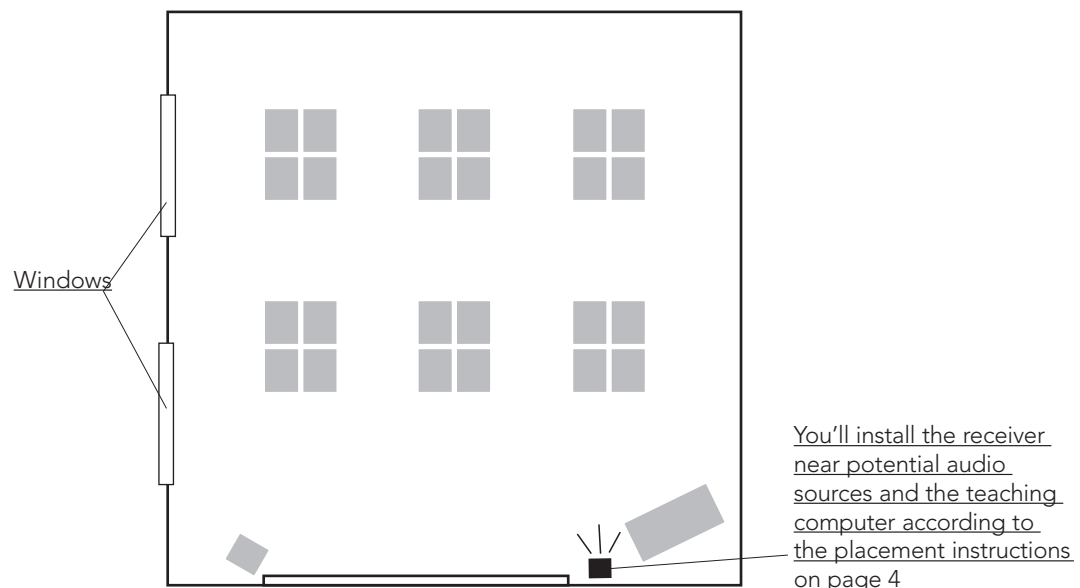 Windows
You’ll install the receiver
near potential audio
sources and the teaching
computer according to
the placement instructions
on page 4